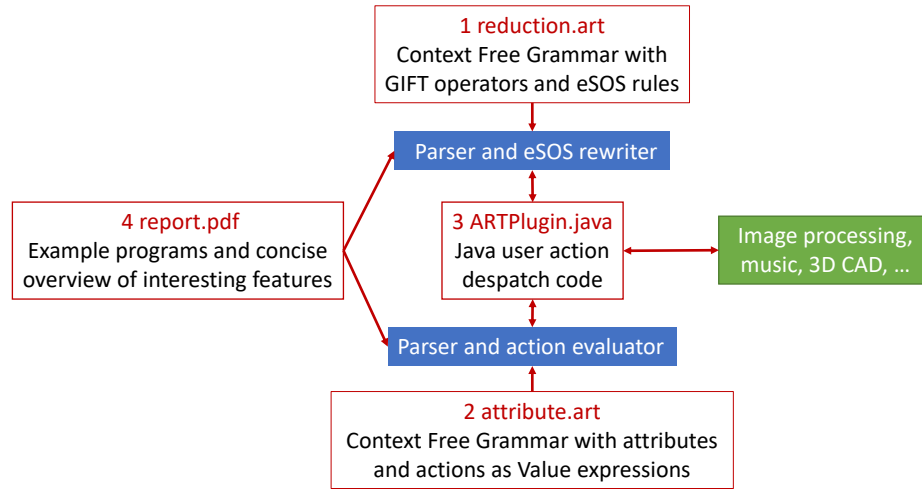 1 reduction.art
Context Free Grammar with
GIFT operators and eSOS rules
Parser and eSOS rewriter
4 report.pdf
Example programs and concise
overview of interesting features
3 ARTPlugin.java
Java user action
despatch code
Image processing,
music, 3D CAD, ...
Parser and action evaluator
2 attribute.art
Context Free Grammar with attributes
and actions as Value expressions